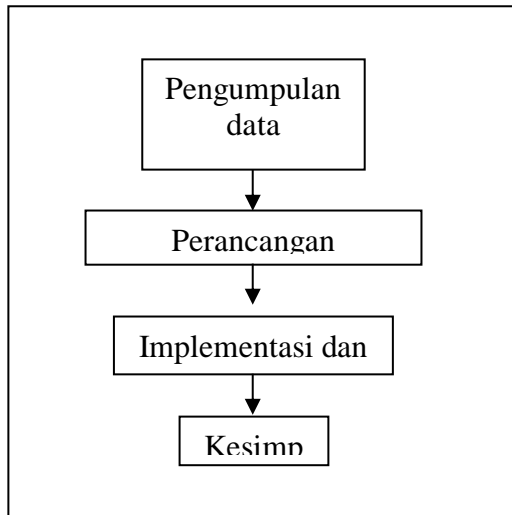 Pengumpulan
data
Perancangan
Implementasi dan
Kesimp